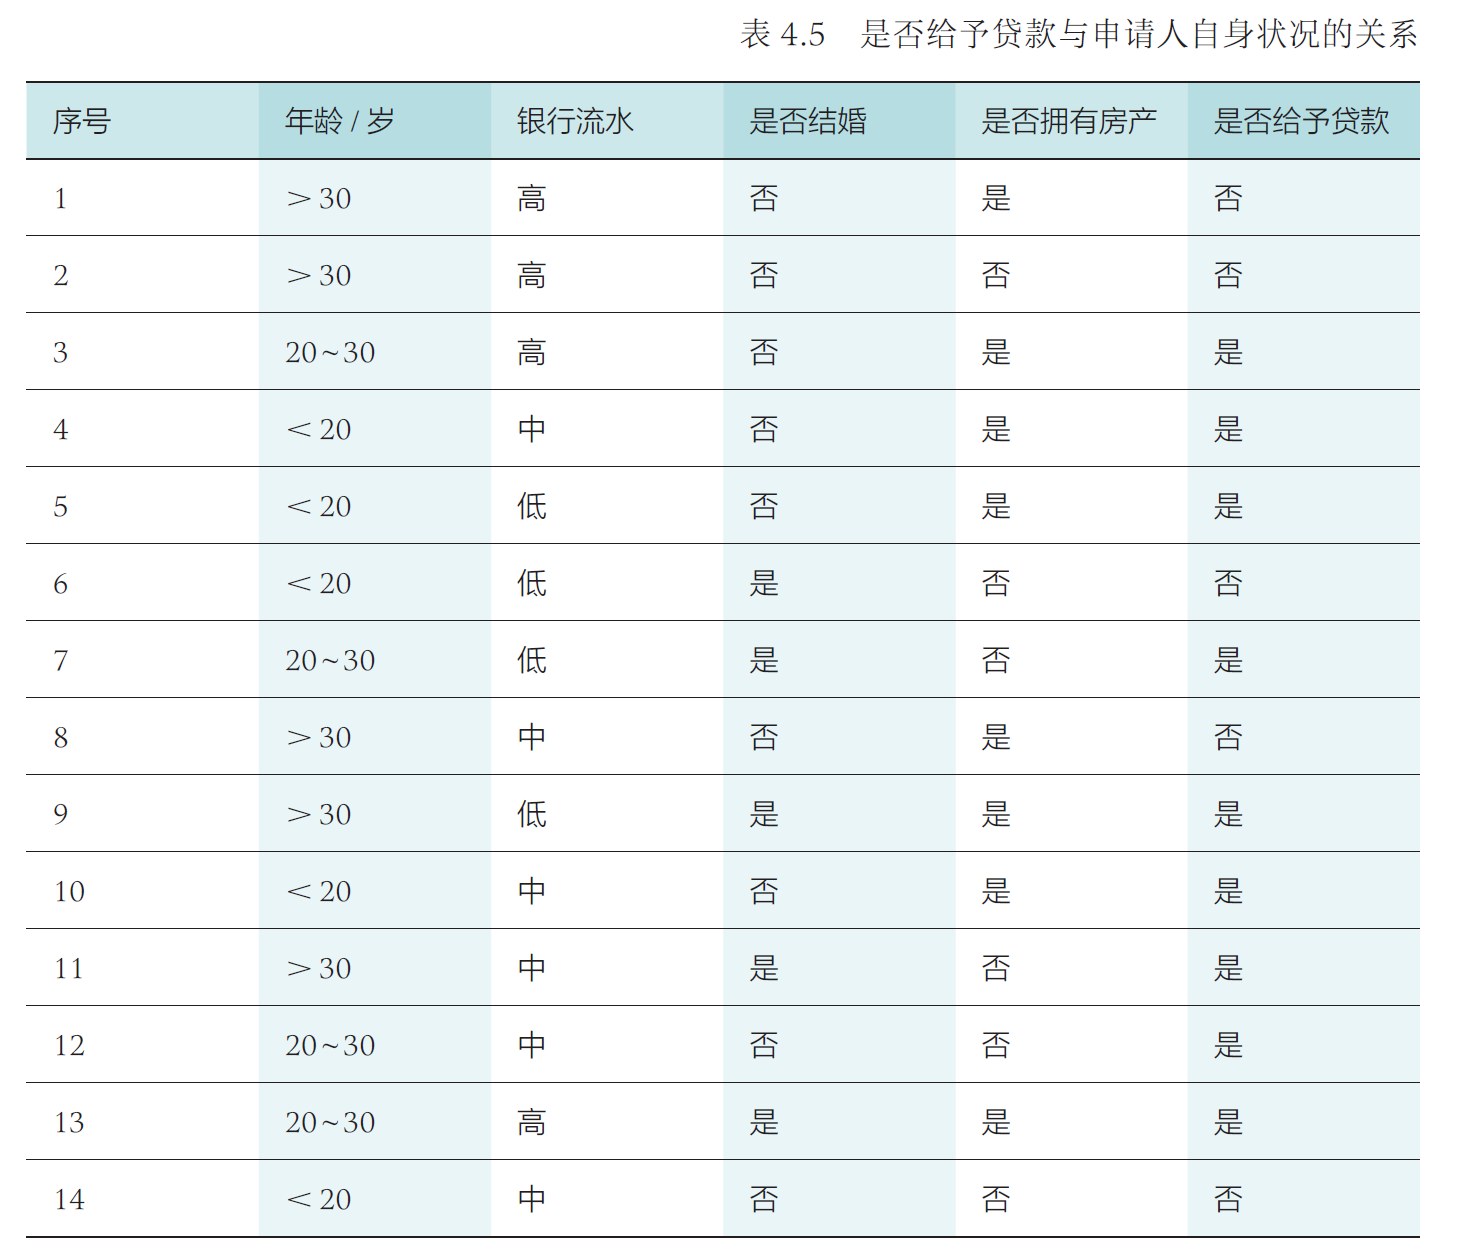 表 4.5 是否给予贷款与申请人自身状况的关系
序号 年龄 / 岁 银行流水 是否结婚 是否拥有房产 是否给予贷款
1 ＞30 高 否 是 否
2 ＞30 高 否 否 否
3 20~30 高 否 是 是
4 ＜20 中 否 是 是
5 ＜20 低 否 是 是
6 ＜20 低 是 否 否
7 20~30 低 是 否 是
8 ＞30 中 否 是 否
9 ＞30 低 是 是 是
10 ＜20 中 否 是 是
11 ＞30 中 是 否 是
12 20~30 中 否 否 是
13 20~30 高 是 是 是
14 ＜20 中 否 否 否